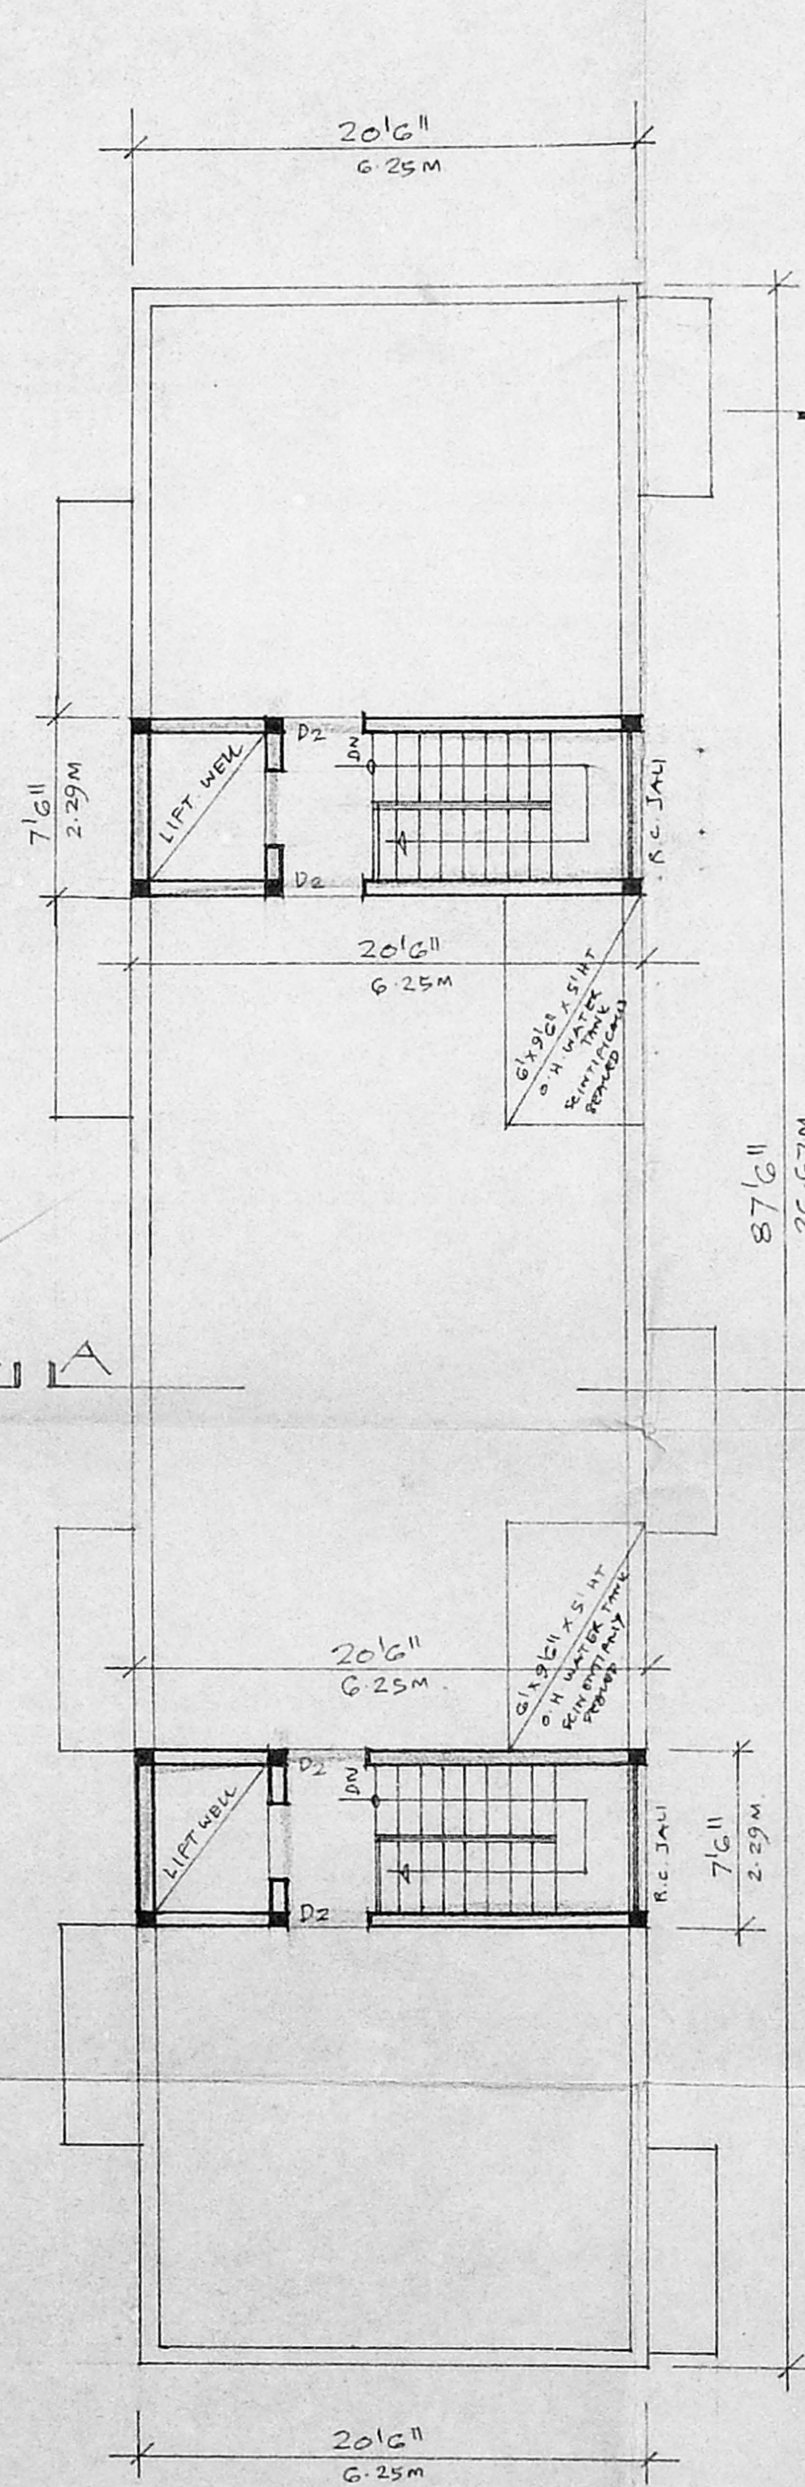 20'6"
6.25M
D2
DN
LIFT WELL
7'6"
2.29M
R.C. JALI
D2
20'6"
6.25M
6'x9'6" x 5' HT
O.H. WATER
TANK
87'6"
A
6'x9'6" x 5' HT
O.H WATER TANK
20'6"
6.25M
D2
DN
LIFT WELL
R.C. JALI
7'6"
2.29M
D2
20'6"
6.25M